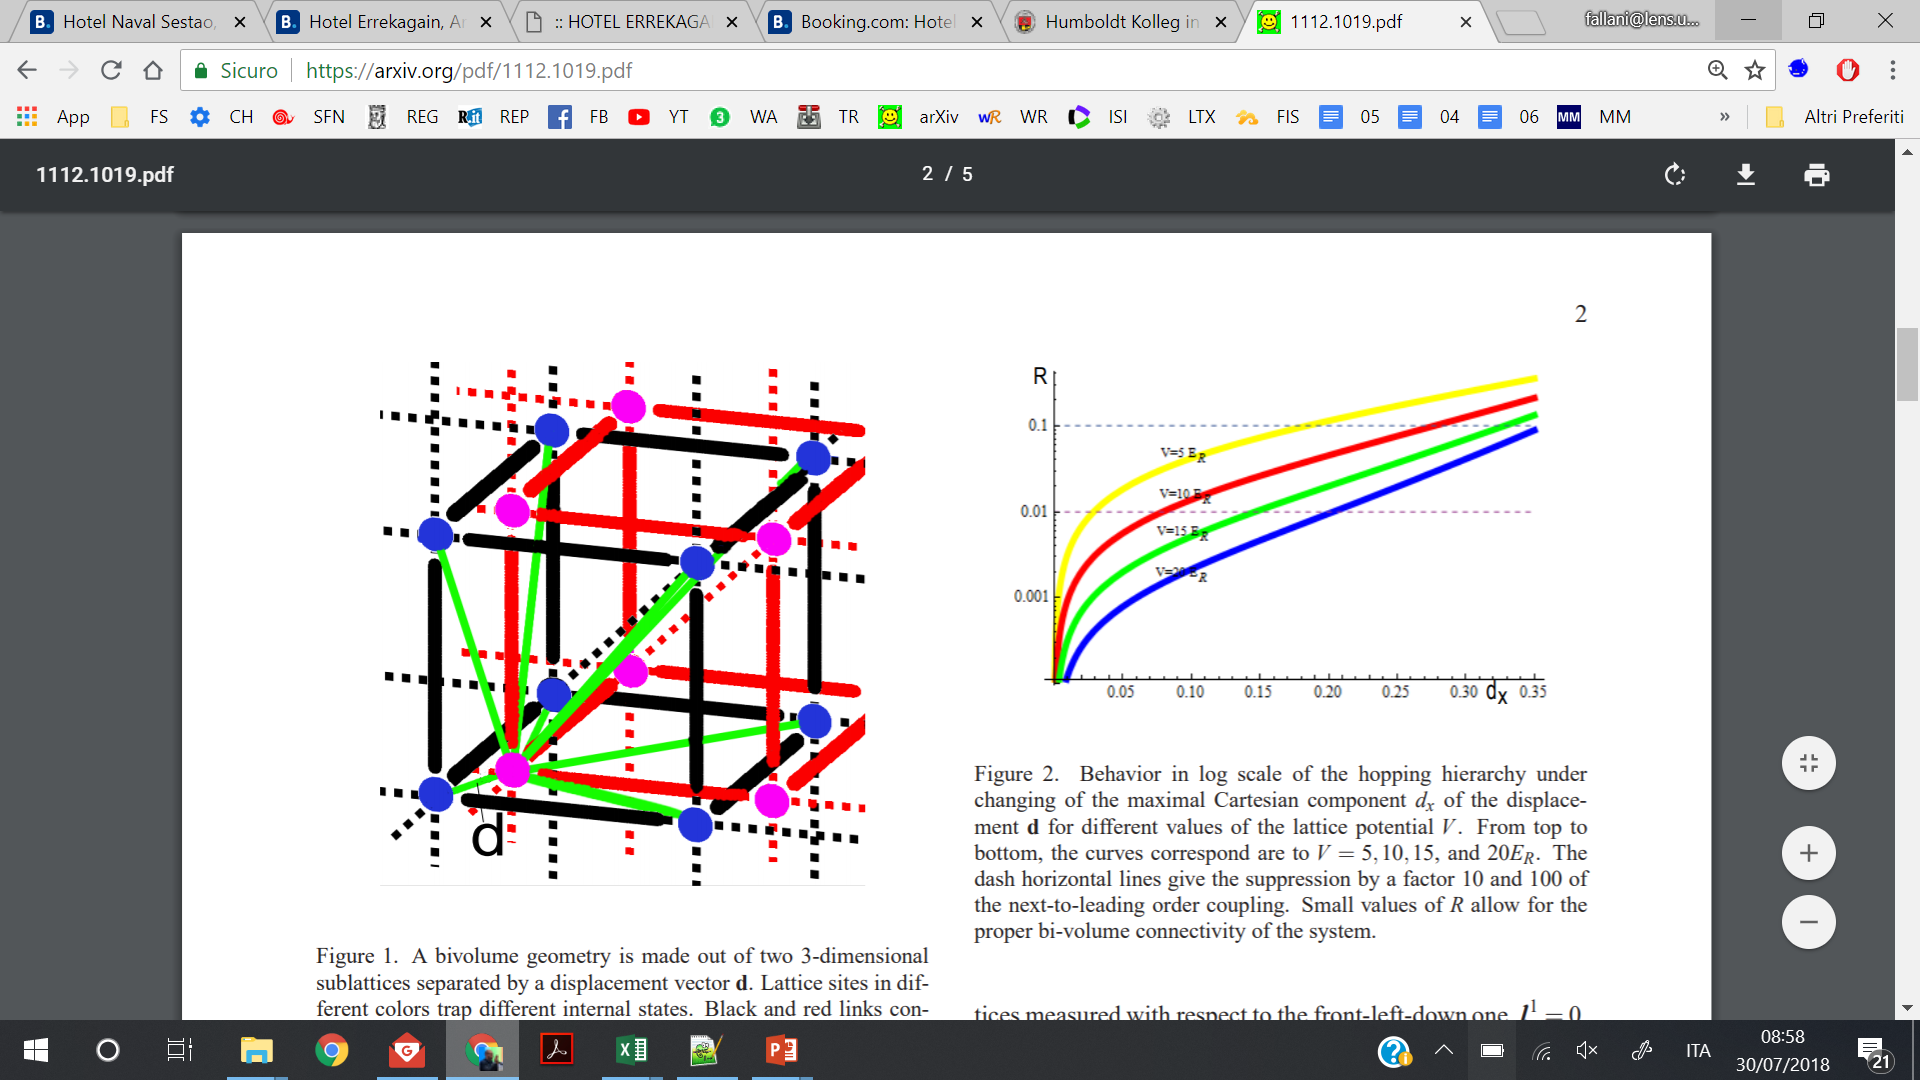 Hotel Naval Sestao,
Hotel Errekagain, Ar
:: HOTEL ERREKAGA
Booking.com: Hotel
Humboldt Kolleg in
1112.1019.pdf
fallani@lens.u...
Sicuro
https://arxiv.org/pdf/1112.1019.pdf
App FS CH SFN REG REP FB YT WA TR arXiv WR ISI LTX FIS 05 04 06 MM MM » Altri Preferiti
1112.1019.pdf
2 / 5
2
d
R
0.1
0.01
0.001
V=5 E_R
V=10 E_R
V=15 E_R
V=20 E_R
0.05 0.10 0.15 0.20 0.25 0.30 d_x 0.35
Figure 1. A bivolume geometry is made out of two 3-dimensional
sublattices separated by a displacement vector d. Lattice sites in dif-
ferent colors trap different internal states. Black and red links con-
Figure 2. Behavior in log scale of the hopping hierarchy under
changing of the maximal Cartesian component d_x of the displace-
ment d for different values of the lattice potential V. From top to
bottom, the curves correspond are to V = 5, 10, 15, and 20E_R. The
dash horizontal lines give the suppression by a factor 10 and 100 of
the next-to-leading order coupling. Small values of R allow for the
proper bi-volume connectivity of the system.
tices measured with respect to the front-left-down one, l^1 = 0
ITA
08:58
30/07/2018
21